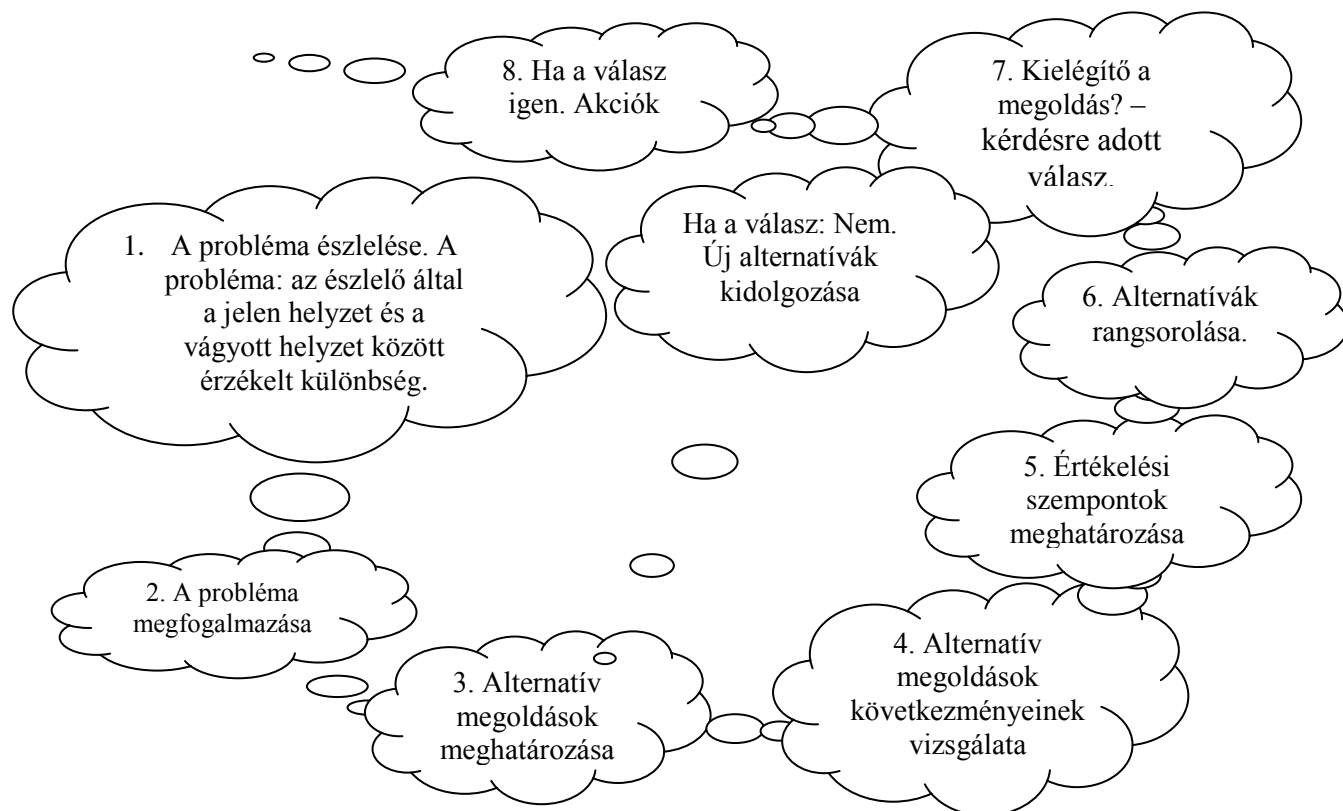 8. Ha a válasz
igen. Akciók
7. Kielégítő a
megoldás? –
kérdésre adott
válasz.
1. A probléma észlelése. A
probléma: az észlelő által
a jelen helyzet és a
vágyott helyzet között
érzékelt különbség.
Ha a válasz: Nem.
Új alternatívák
kidolgozása
6. Alternatívák
rangsorolása.
5. Értékelési
szempontok
meghatározása
2. A probléma
megfogalmazása
3. Alternatív
megoldások
meghatározása
4. Alternatív
megoldások
következményeinek
vizsgálata